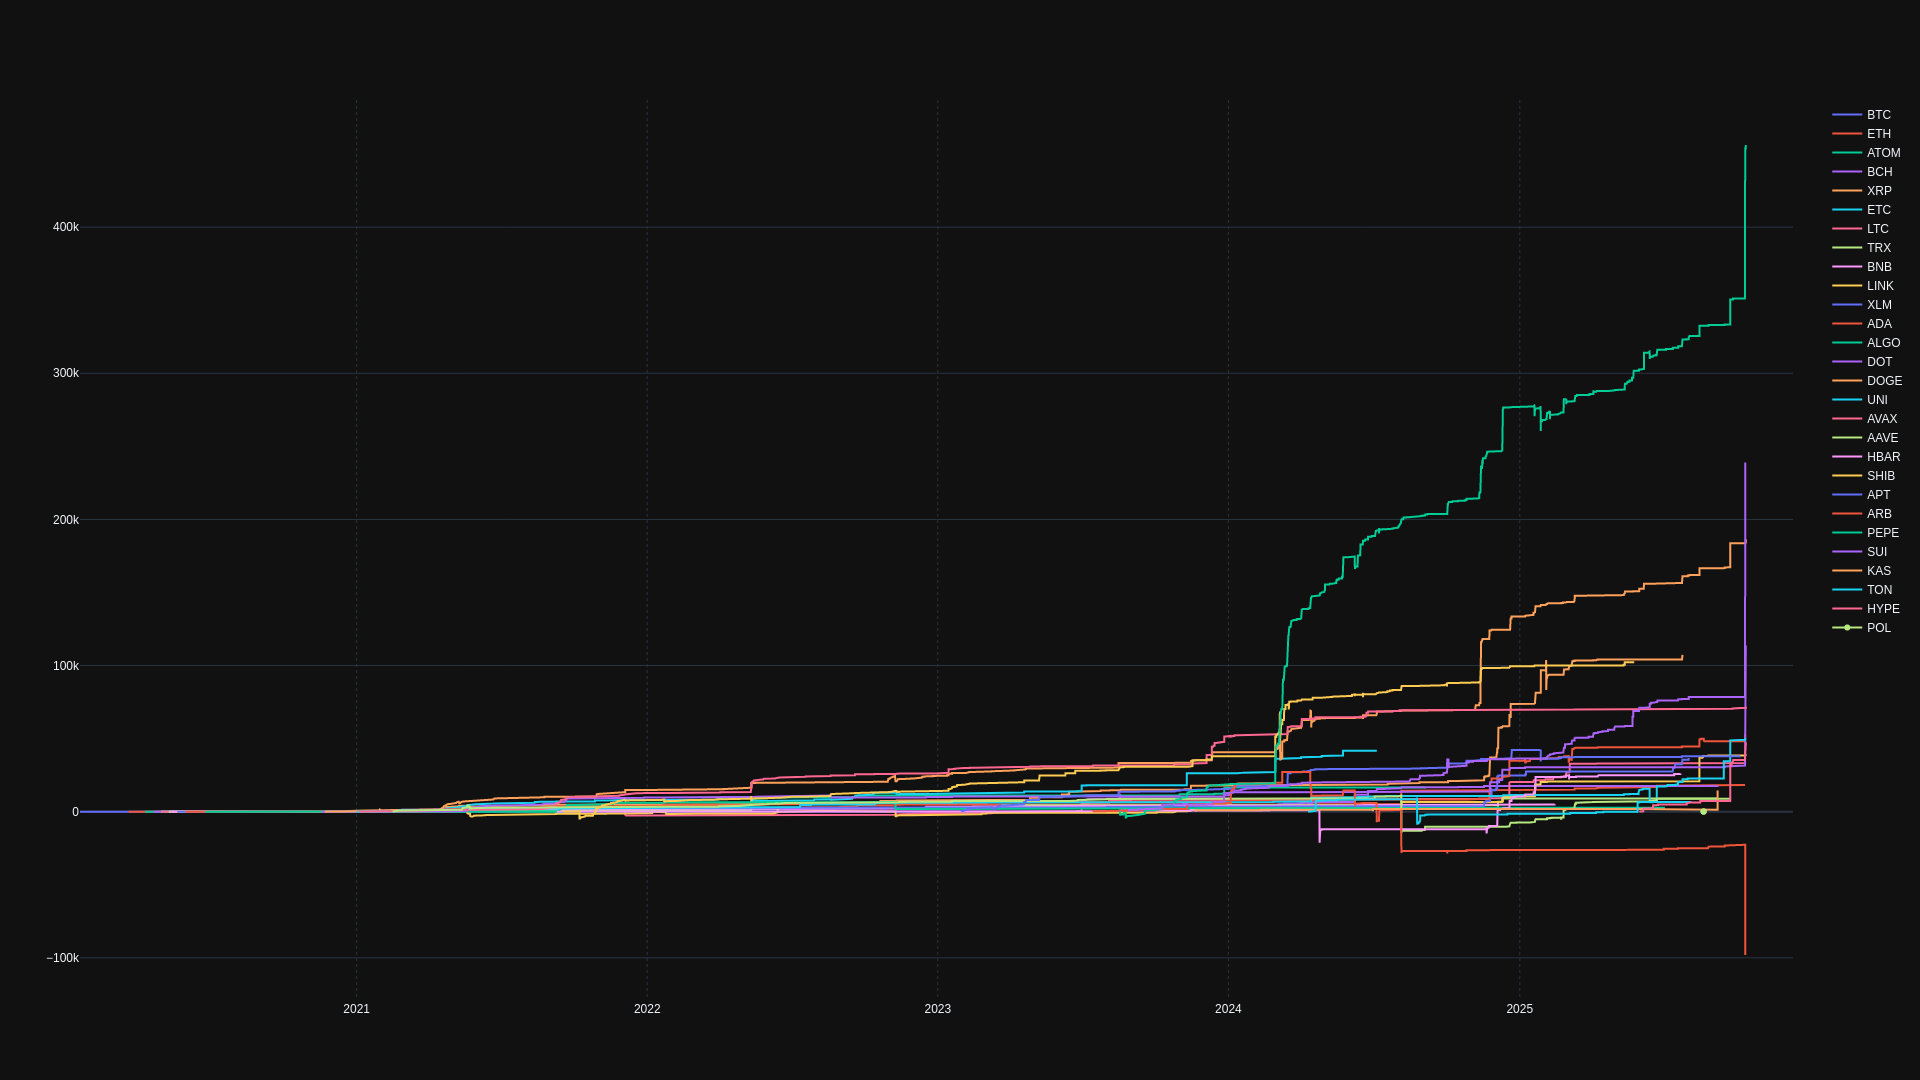 400k
300k
200k
100k
0
−100k
2021
2022
2023
2024
2025
BTC
ETH
ATOM
BCH
XRP
ETC
LTC
TRX
BNB
LINK
XLM
ADA
ALGO
DOT
DOGE
UNI
AVAX
AAVE
HBAR
SHIB
APT
ARB
PEPE
SUI
KAS
TON
HYPE
POL